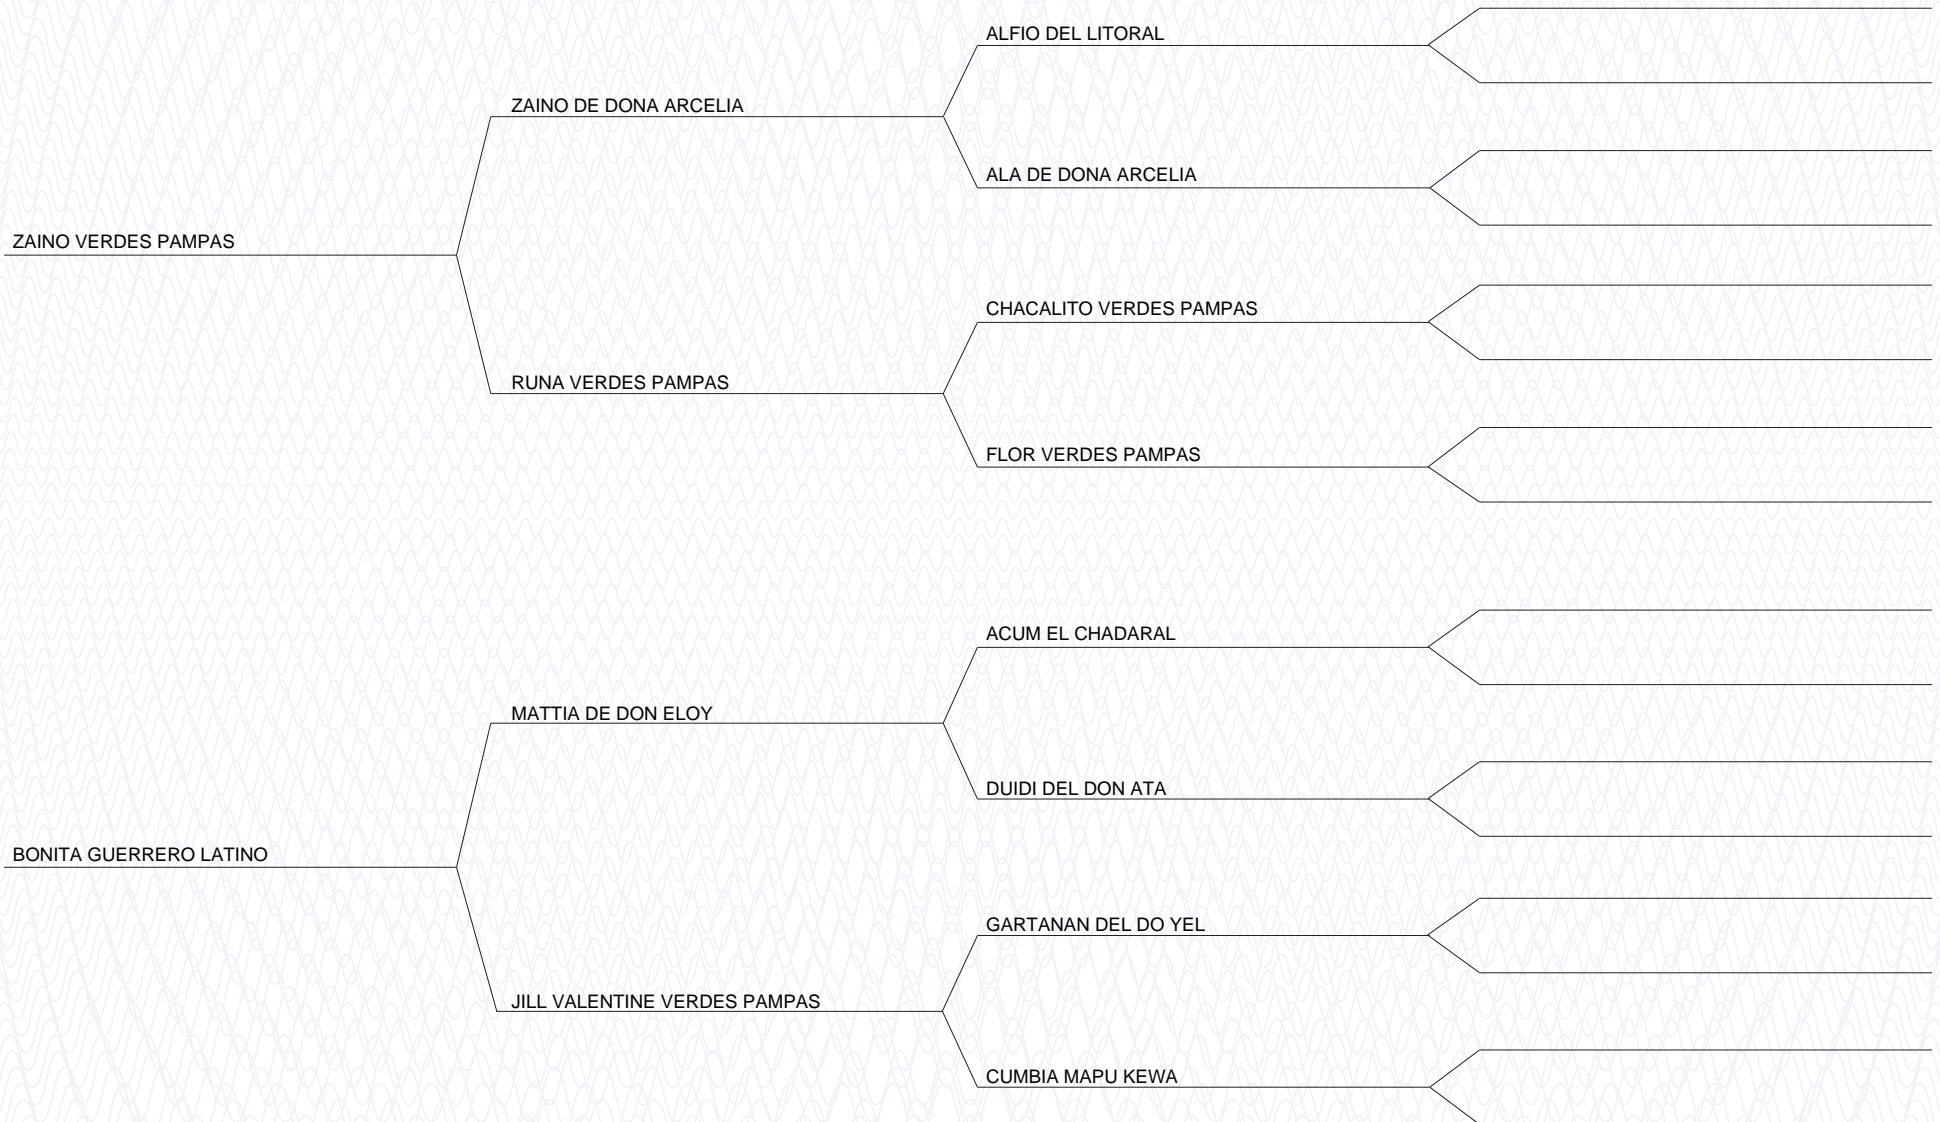 ALFIO DEL LITORAL
ZAINO DE DONA ARCELIA
ALA DE DONA ARCELIA
ZAINO VERDES PAMPAS
CHACALITO VERDES PAMPAS
RUNA VERDES PAMPAS
FLOR VERDES PAMPAS
ACUM EL CHADARAL
MATTIA DE DON ELOY
DUIDI DEL DON ATA
BONITA GUERRERO LATINO
GARTANAN DEL DO YEL
JILL VALENTINE VERDES PAMPAS
CUMBIA MAPU KEWA